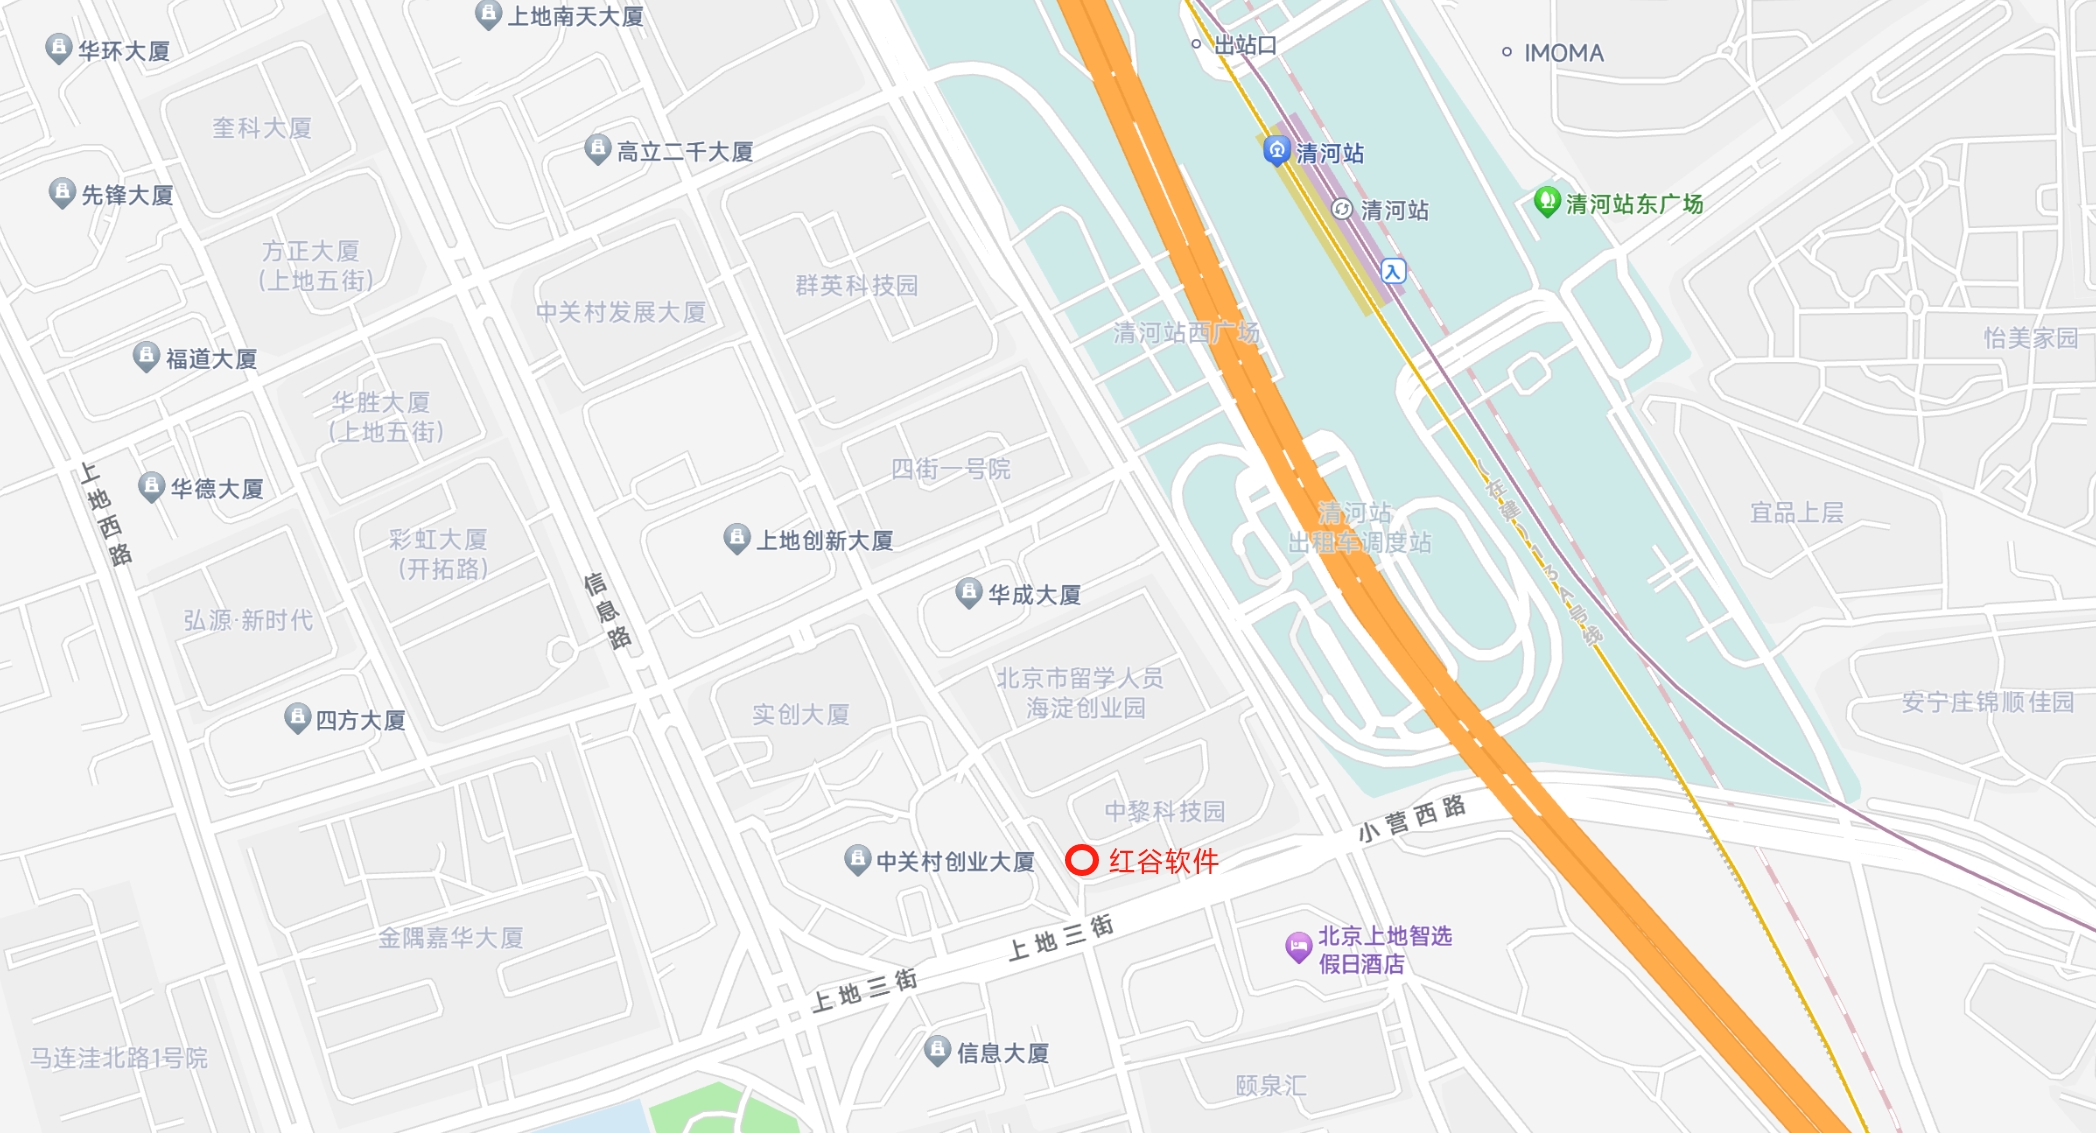 上地南天大厦
华环大厦
出站口
IMOMA
奎科大厦
高立二千大厦
清河站
先锋大厦
清河站东广场
清河站
方正大厦
(上地五街)
入
群英科技园
中关村发展大厦
清河站西广场
怡美家园
福道大厦
华胜大厦
(上地五街)
四街一号院
上地西路
华德大厦
清河站
出租车调度站
宜品上层
(在建)13A号线
彩虹大厦
(开拓路)
上地创新大厦
信息路
华成大厦
弘源·新时代
北京市留学人员
海淀创业园
安宁庄锦顺佳园
四方大厦
实创大厦
中黎科技园
小营西路
中关村创业大厦
红谷软件
金隅嘉华大厦
上地三街
北京上地智选
假日酒店
上地三街
马连洼北路1号院
信息大厦
颐泉汇